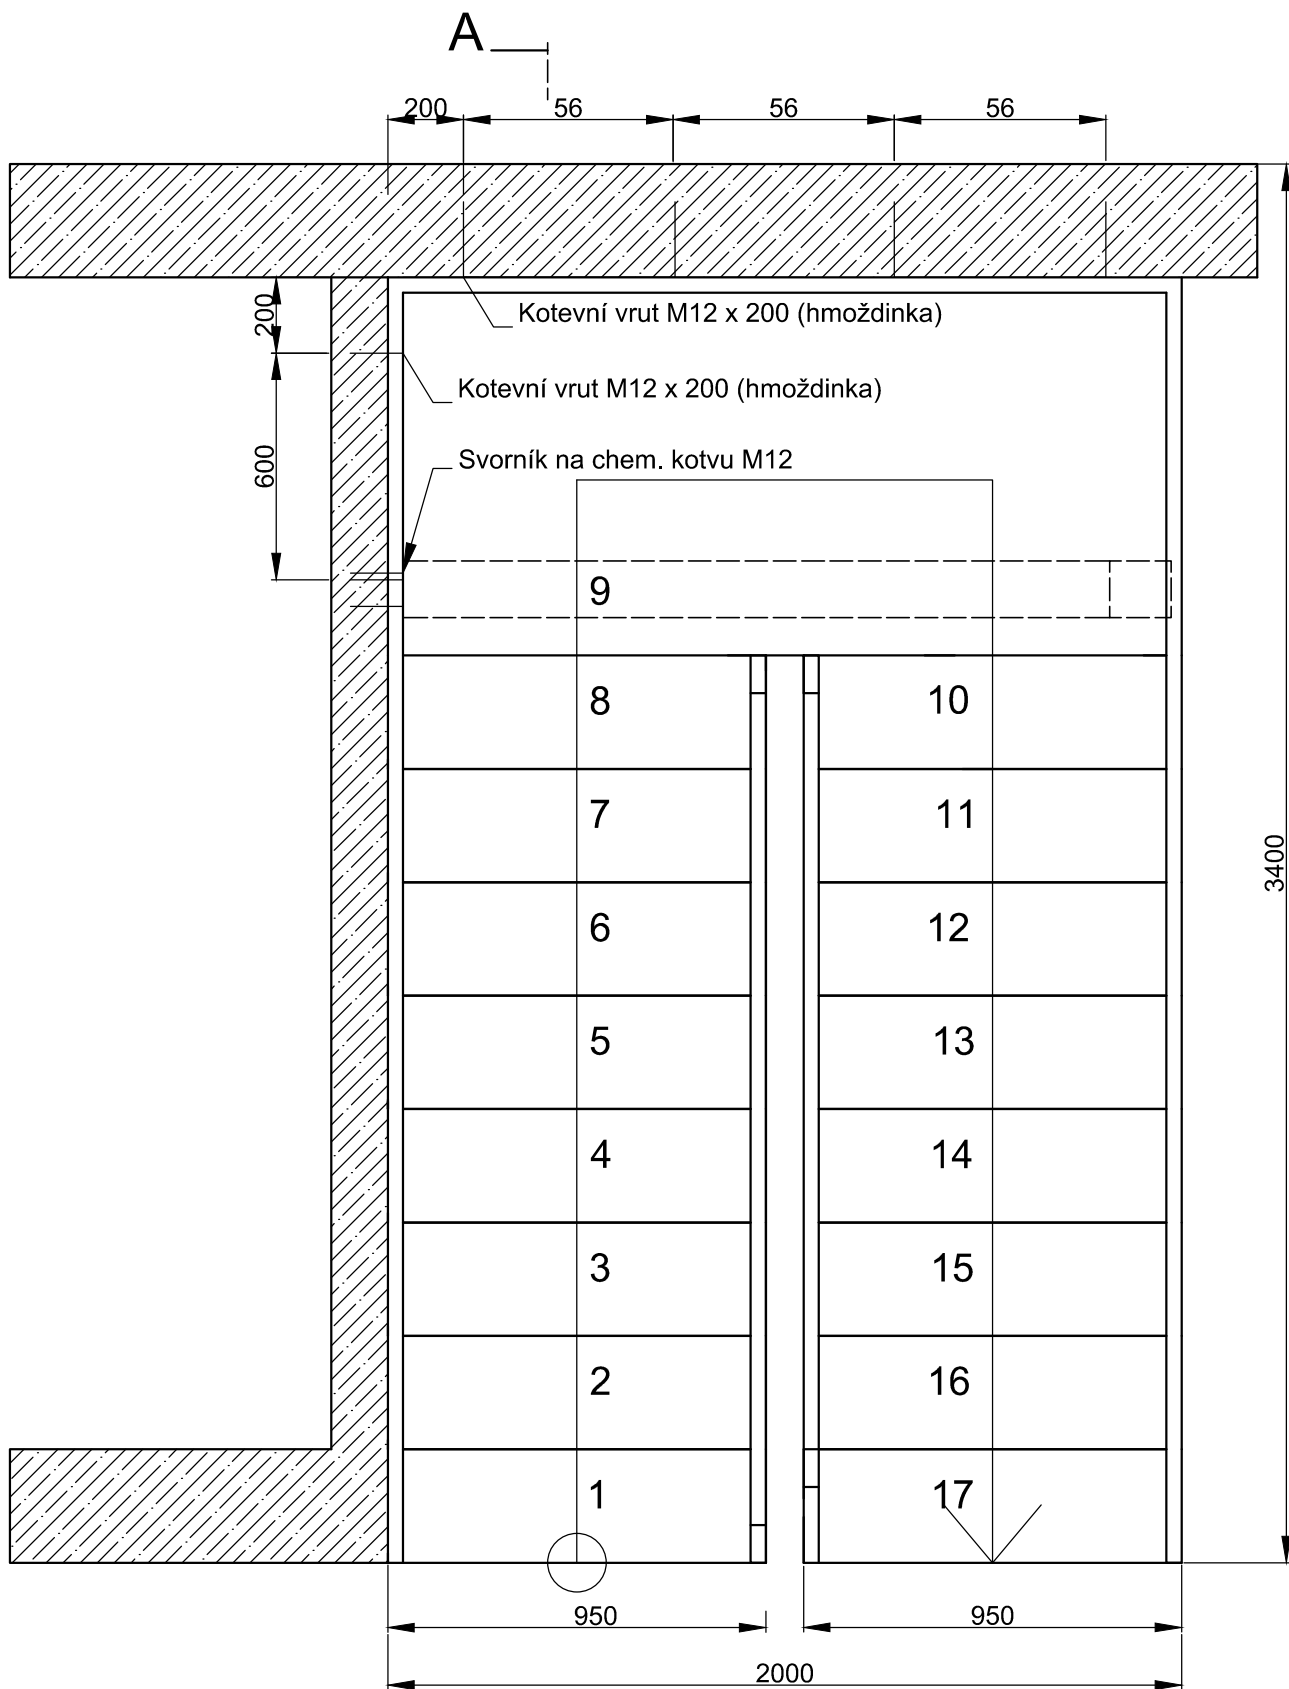 A
200 56 56 56
200
Kotevní vrut M12 x 200 (hmoždinka)
Kotevní vrut M12 x 200 (hmoždinka)
600
Svorník na chem. kotvu M12
9
8 10
7 11
3400
6 12
5 13
4 14
3 15
2 16
1 17
950 950
2000